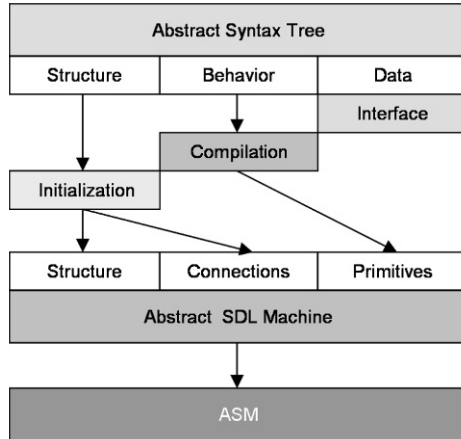 Abstract Syntax Tree
Structure Behavior Data
Interface
Compilation
Initialization
Structure Connections Primitives
Abstract SDL Machine
ASM